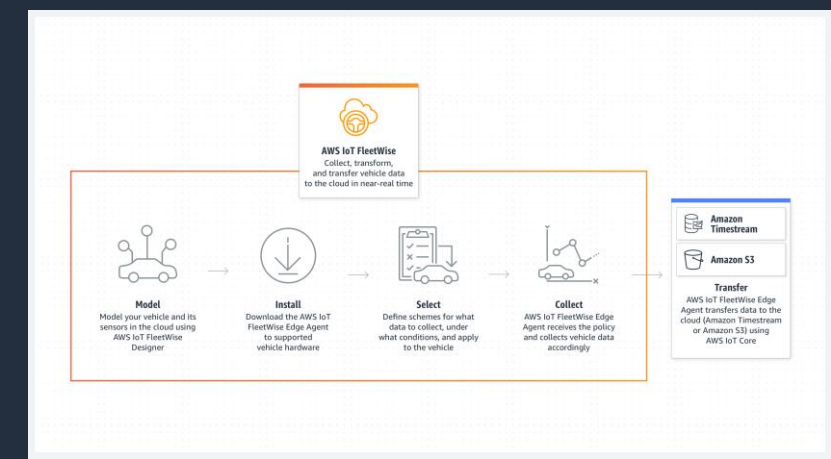 AWS IoT FleetWise
Collect, transform,
and transfer vehicle data
to the cloud in near-real time
Model
Model your vehicle and its
sensors in the cloud using
AWS IoT FleetWise
Designer
Install
Download the AWS IoT
FleetWise Edge Agent
to supported
vehicle hardware
Select
Define schemes for what
data to collect, under
what conditions, and apply
to the vehicle
Collect
AWS IoT FleetWise Edge
Agent receives the policy
and collects vehicle data
accordingly
Amazon
Timestream
Amazon S3
Transfer
AWS IoT FleetWise Edge
Agent transfers data to the
cloud (Amazon Timestream
or Amazon S3) using
AWS IoT Core